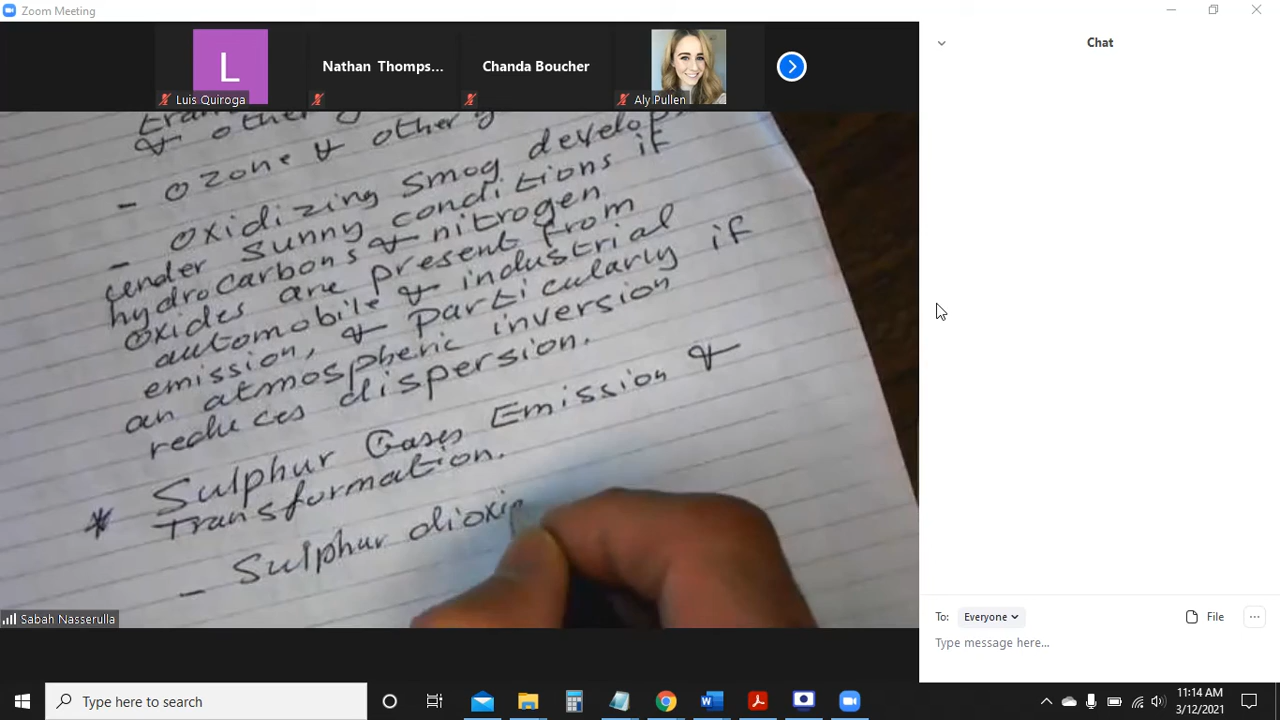 Zoom Meeting
Chat
L
Nathan Thomps...
Chanda Boucher
Luis Quiroga
Aly Pullen
& other
- Ozone & other
- Oxidizing smog develop
under sunny conditions if
hydrocarbons & nitrogen
oxides are present from
automobile & industrial
emission, & particularly if
an atmospheric inversion
reduces dispersion.
* Sulphur Gases Emission &
Transformation.
- Sulphur dioxi
Sabah Nasserulla
To: Everyone
File
...
Type message here...
Type here to search
11:14 AM
3/12/2021